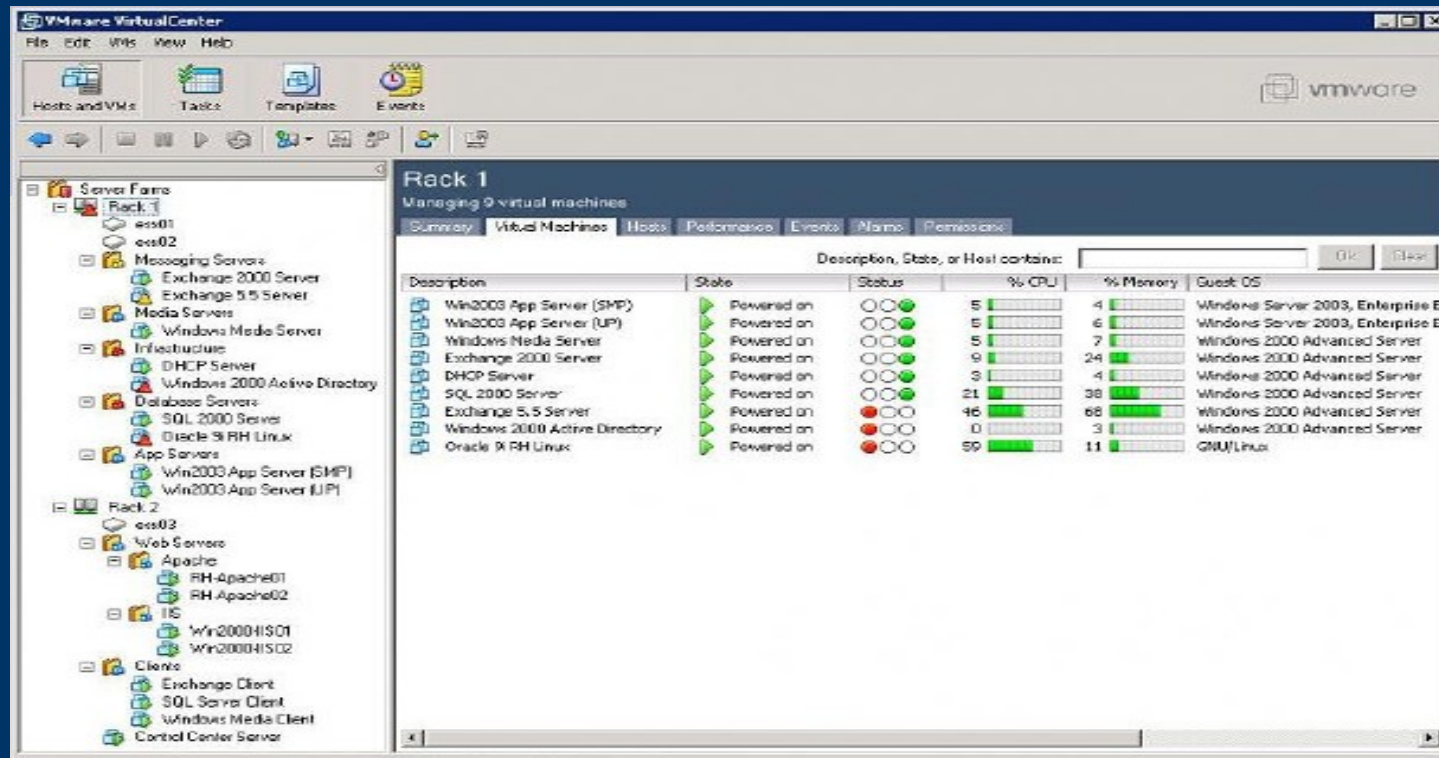 VMware VirtualCenter
File Edit VMs View Help
Hosts and VMs Tasks Templates Events
vmware
Server Farms
Rack 1
esx01
esx02
Messaging Servers
Exchange 2000 Server
Exchange 5.5 Server
Media Servers
Windows Media Server
Infrastructure
DHCP Server
Windows 2000 Active Directory
Database Servers
SQL 2000 Server
Oracle 9i RH Linux
App Servers
Win2003 App Server (SMP)
Win2003 App Server (UP)
Rack 2
esx03
Web Servers
Apache
RH-Apache01
RH-Apache02
IIS
Win2000-IIS01
Win2000-IIS02
Clients
Exchange Client
SQL Server Client
Windows Media Client
Control Center Server
Rack 1
Managing 9 virtual machines
Summary Virtual Machines Hosts Performance Events Alarms Permissions
Description, State, or Host contains: OK Clear
Description State Status % CPU % Memory Guest OS
Win2003 App Server (SMP) Powered on 5 4 Windows Server 2003, Enterprise E
Win2003 App Server (UP) Powered on 5 6 Windows Server 2003, Enterprise E
Windows Media Server Powered on 5 7 Windows 2000 Advanced Server
Exchange 2000 Server Powered on 9 24 Windows 2000 Advanced Server
DHCP Server Powered on 3 4 Windows 2000 Advanced Server
SQL 2000 Server Powered on 21 38 Windows 2000 Advanced Server
Exchange 5.5 Server Powered on 46 68 Windows 2000 Advanced Server
Windows 2000 Active Directory Powered on 0 3 Windows 2000 Advanced Server
Oracle 9i RH Linux Powered on 59 11 GNU/Linux